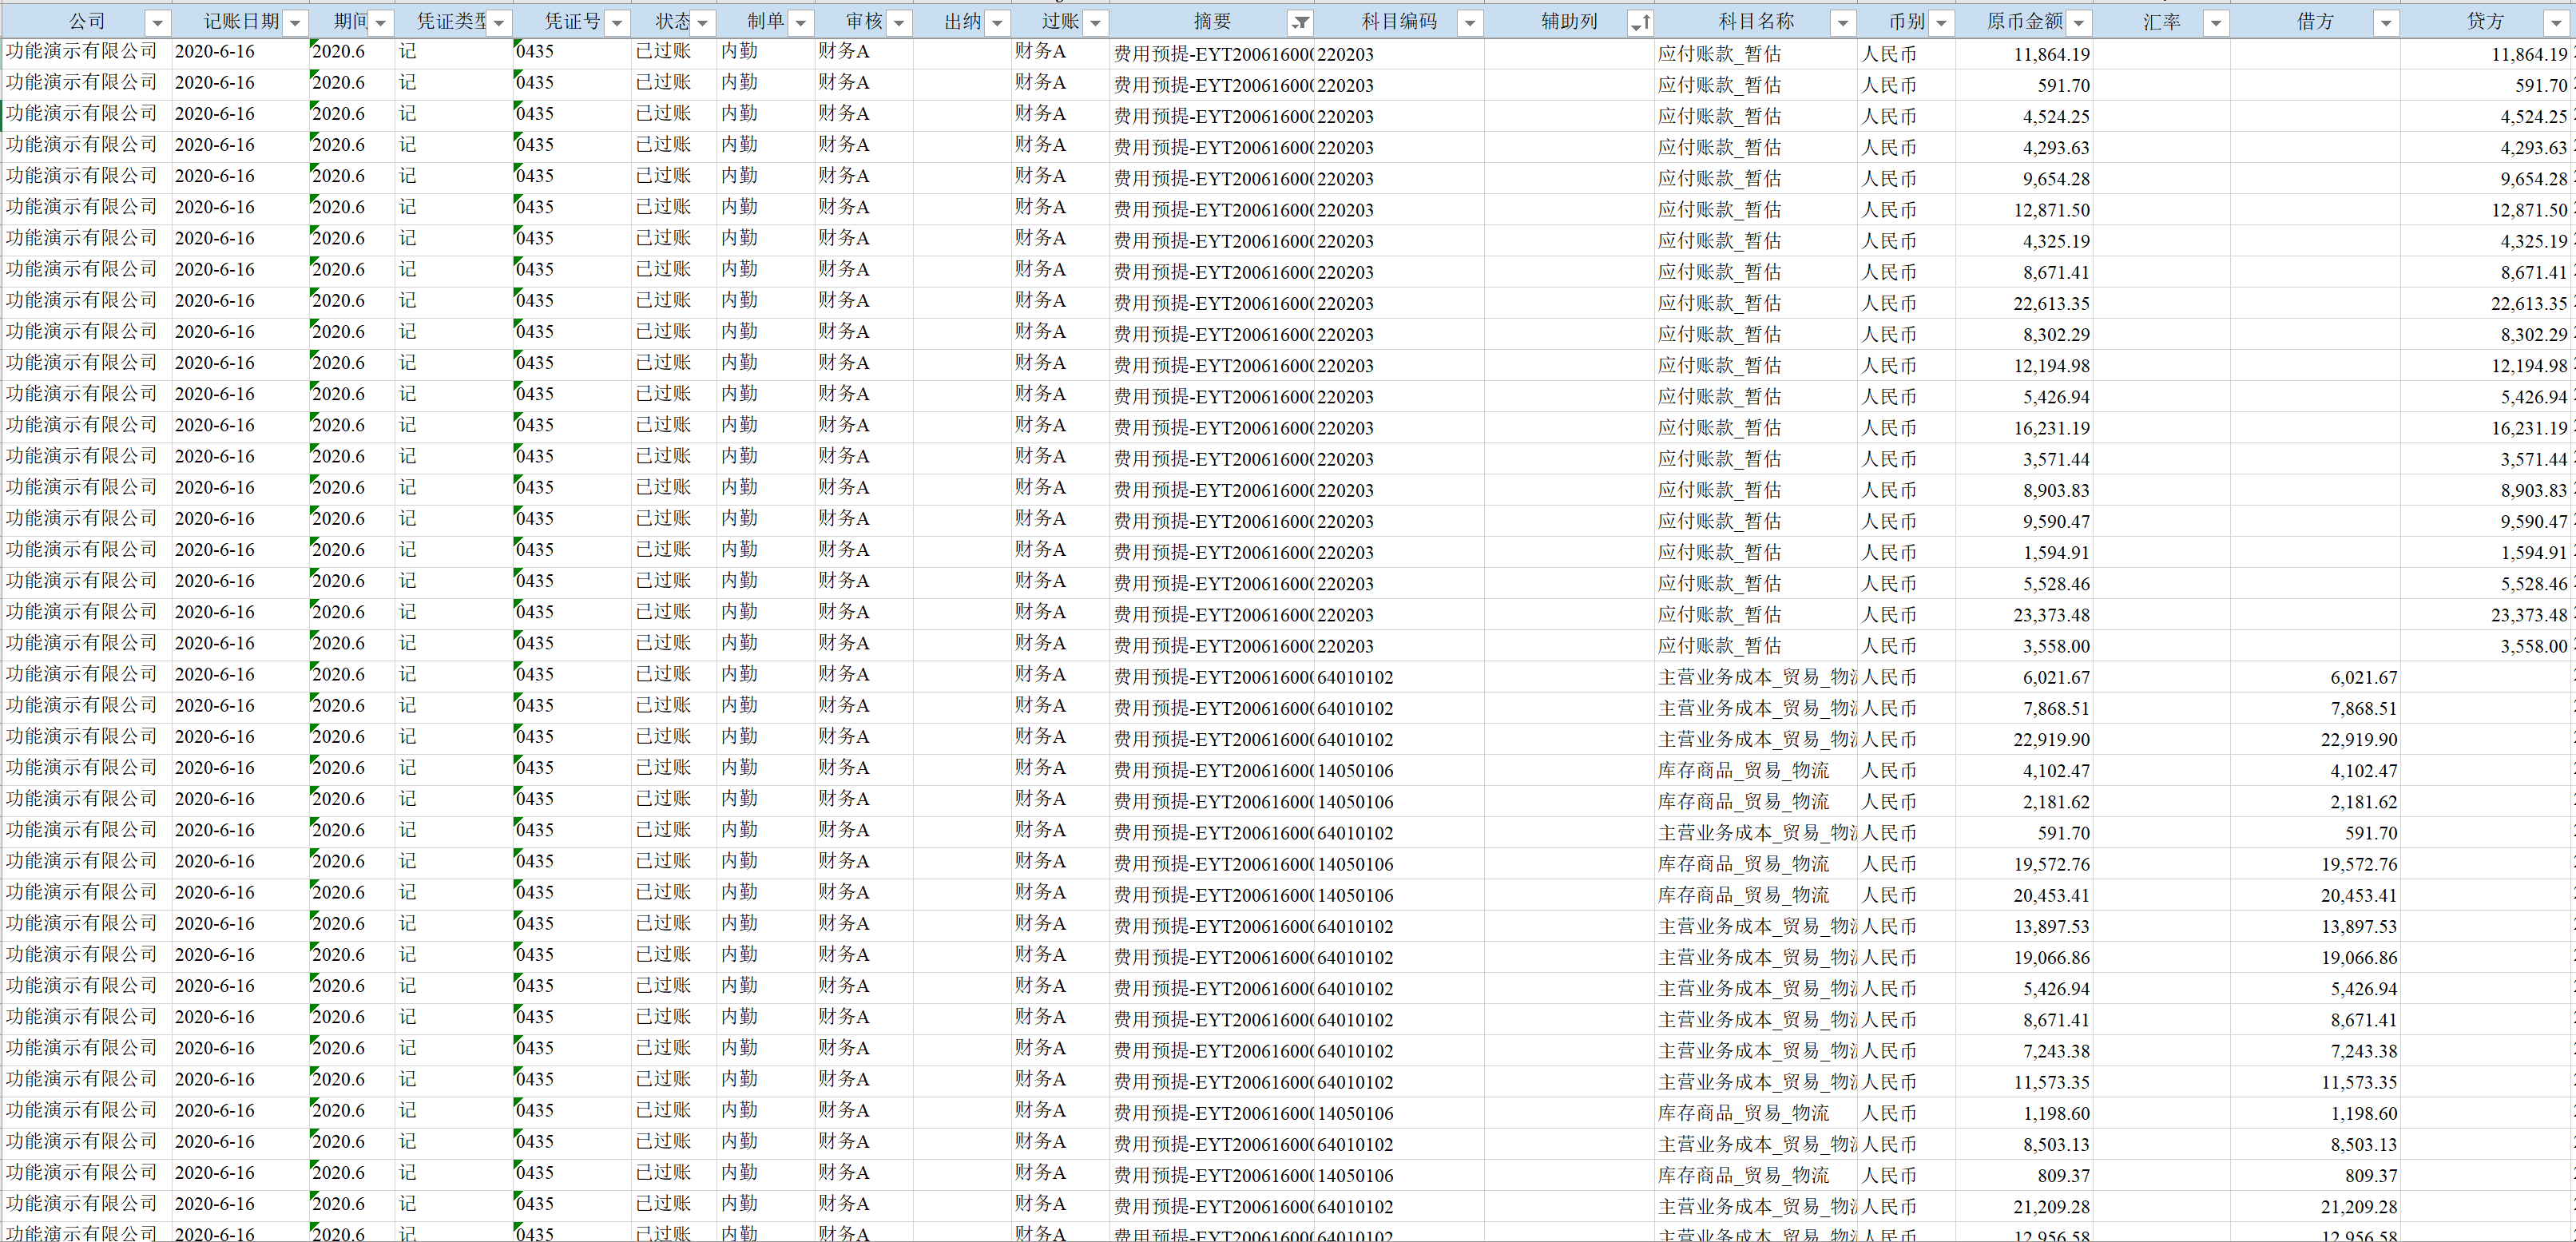 公司 记账日期 期间 凭证类型 凭证号 状态 制单 审核 出纳 过账 摘要 科目编码 辅助列 科目名称 币别 原币金额 汇率 借方 贷方
功能演示有限公司 2020-6-16 2020.6 记 0435 已过账 内勤 财务A 财务A 费用预提-EYT200616000 220203 应付账款_暂估 人民币 11,864.19 11,864.19
功能演示有限公司 2020-6-16 2020.6 记 0435 已过账 内勤 财务A 财务A 费用预提-EYT200616000 220203 应付账款_暂估 人民币 591.70 591.70
功能演示有限公司 2020-6-16 2020.6 记 0435 已过账 内勤 财务A 财务A 费用预提-EYT200616000 220203 应付账款_暂估 人民币 4,524.25 4,524.25
功能演示有限公司 2020-6-16 2020.6 记 0435 已过账 内勤 财务A 财务A 费用预提-EYT200616000 220203 应付账款_暂估 人民币 4,293.63 4,293.63
功能演示有限公司 2020-6-16 2020.6 记 0435 已过账 内勤 财务A 财务A 费用预提-EYT200616000 220203 应付账款_暂估 人民币 9,654.28 9,654.28
功能演示有限公司 2020-6-16 2020.6 记 0435 已过账 内勤 财务A 财务A 费用预提-EYT200616000 220203 应付账款_暂估 人民币 12,871.50 12,871.50
功能演示有限公司 2020-6-16 2020.6 记 0435 已过账 内勤 财务A 财务A 费用预提-EYT200616000 220203 应付账款_暂估 人民币 4,325.19 4,325.19
功能演示有限公司 2020-6-16 2020.6 记 0435 已过账 内勤 财务A 财务A 费用预提-EYT200616000 220203 应付账款_暂估 人民币 8,671.41 8,671.41
功能演示有限公司 2020-6-16 2020.6 记 0435 已过账 内勤 财务A 财务A 费用预提-EYT200616000 220203 应付账款_暂估 人民币 22,613.35 22,613.35
功能演示有限公司 2020-6-16 2020.6 记 0435 已过账 内勤 财务A 财务A 费用预提-EYT200616000 220203 应付账款_暂估 人民币 8,302.29 8,302.29
功能演示有限公司 2020-6-16 2020.6 记 0435 已过账 内勤 财务A 财务A 费用预提-EYT200616000 220203 应付账款_暂估 人民币 12,194.98 12,194.98
功能演示有限公司 2020-6-16 2020.6 记 0435 已过账 内勤 财务A 财务A 费用预提-EYT200616000 220203 应付账款_暂估 人民币 5,426.94 5,426.94
功能演示有限公司 2020-6-16 2020.6 记 0435 已过账 内勤 财务A 财务A 费用预提-EYT200616000 220203 应付账款_暂估 人民币 16,231.19 16,231.19
功能演示有限公司 2020-6-16 2020.6 记 0435 已过账 内勤 财务A 财务A 费用预提-EYT200616000 220203 应付账款_暂估 人民币 3,571.44 3,571.44
功能演示有限公司 2020-6-16 2020.6 记 0435 已过账 内勤 财务A 财务A 费用预提-EYT200616000 220203 应付账款_暂估 人民币 8,903.83 8,903.83
功能演示有限公司 2020-6-16 2020.6 记 0435 已过账 内勤 财务A 财务A 费用预提-EYT200616000 220203 应付账款_暂估 人民币 9,590.47 9,590.47
功能演示有限公司 2020-6-16 2020.6 记 0435 已过账 内勤 财务A 财务A 费用预提-EYT200616000 220203 应付账款_暂估 人民币 1,594.91 1,594.91
功能演示有限公司 2020-6-16 2020.6 记 0435 已过账 内勤 财务A 财务A 费用预提-EYT200616000 220203 应付账款_暂估 人民币 5,528.46 5,528.46
功能演示有限公司 2020-6-16 2020.6 记 0435 已过账 内勤 财务A 财务A 费用预提-EYT200616000 220203 应付账款_暂估 人民币 23,373.48 23,373.48
功能演示有限公司 2020-6-16 2020.6 记 0435 已过账 内勤 财务A 财务A 费用预提-EYT200616000 220203 应付账款_暂估 人民币 3,558.00 3,558.00
功能演示有限公司 2020-6-16 2020.6 记 0435 已过账 内勤 财务A 财务A 费用预提-EYT200616000 64010102 主营业务成本_贸易_物流 人民币 6,021.67 6,021.67
功能演示有限公司 2020-6-16 2020.6 记 0435 已过账 内勤 财务A 财务A 费用预提-EYT200616000 64010102 主营业务成本_贸易_物流 人民币 7,868.51 7,868.51
功能演示有限公司 2020-6-16 2020.6 记 0435 已过账 内勤 财务A 财务A 费用预提-EYT200616000 64010102 主营业务成本_贸易_物流 人民币 22,919.90 22,919.90
功能演示有限公司 2020-6-16 2020.6 记 0435 已过账 内勤 财务A 财务A 费用预提-EYT200616000 14050106 库存商品_贸易_物流 人民币 4,102.47 4,102.47
功能演示有限公司 2020-6-16 2020.6 记 0435 已过账 内勤 财务A 财务A 费用预提-EYT200616000 14050106 库存商品_贸易_物流 人民币 2,181.62 2,181.62
功能演示有限公司 2020-6-16 2020.6 记 0435 已过账 内勤 财务A 财务A 费用预提-EYT200616000 64010102 主营业务成本_贸易_物流 人民币 591.70 591.70
功能演示有限公司 2020-6-16 2020.6 记 0435 已过账 内勤 财务A 财务A 费用预提-EYT200616000 14050106 库存商品_贸易_物流 人民币 19,572.76 19,572.76
功能演示有限公司 2020-6-16 2020.6 记 0435 已过账 内勤 财务A 财务A 费用预提-EYT200616000 14050106 库存商品_贸易_物流 人民币 20,453.41 20,453.41
功能演示有限公司 2020-6-16 2020.6 记 0435 已过账 内勤 财务A 财务A 费用预提-EYT200616000 64010102 主营业务成本_贸易_物流 人民币 13,897.53 13,897.53
功能演示有限公司 2020-6-16 2020.6 记 0435 已过账 内勤 财务A 财务A 费用预提-EYT200616000 64010102 主营业务成本_贸易_物流 人民币 19,066.86 19,066.86
功能演示有限公司 2020-6-16 2020.6 记 0435 已过账 内勤 财务A 财务A 费用预提-EYT200616000 64010102 主营业务成本_贸易_物流 人民币 5,426.94 5,426.94
功能演示有限公司 2020-6-16 2020.6 记 0435 已过账 内勤 财务A 财务A 费用预提-EYT200616000 64010102 主营业务成本_贸易_物流 人民币 8,671.41 8,671.41
功能演示有限公司 2020-6-16 2020.6 记 0435 已过账 内勤 财务A 财务A 费用预提-EYT200616000 64010102 主营业务成本_贸易_物流 人民币 7,243.38 7,243.38
功能演示有限公司 2020-6-16 2020.6 记 0435 已过账 内勤 财务A 财务A 费用预提-EYT200616000 64010102 主营业务成本_贸易_物流 人民币 11,573.35 11,573.35
功能演示有限公司 2020-6-16 2020.6 记 0435 已过账 内勤 财务A 财务A 费用预提-EYT200616000 14050106 库存商品_贸易_物流 人民币 1,198.60 1,198.60
功能演示有限公司 2020-6-16 2020.6 记 0435 已过账 内勤 财务A 财务A 费用预提-EYT200616000 64010102 主营业务成本_贸易_物流 人民币 8,503.13 8,503.13
功能演示有限公司 2020-6-16 2020.6 记 0435 已过账 内勤 财务A 财务A 费用预提-EYT200616000 14050106 库存商品_贸易_物流 人民币 809.37 809.37
功能演示有限公司 2020-6-16 2020.6 记 0435 已过账 内勤 财务A 财务A 费用预提-EYT200616000 64010102 主营业务成本_贸易_物流 人民币 21,209.28 21,209.28
功能演示有限公司 2020-6-16 2020.6 记 0435 已过账 内勤 财务A 财务A 费用预提-EYT200616000 64010102 主营业务成本_贸易_物流 人民币 12,956.58 12,956.58